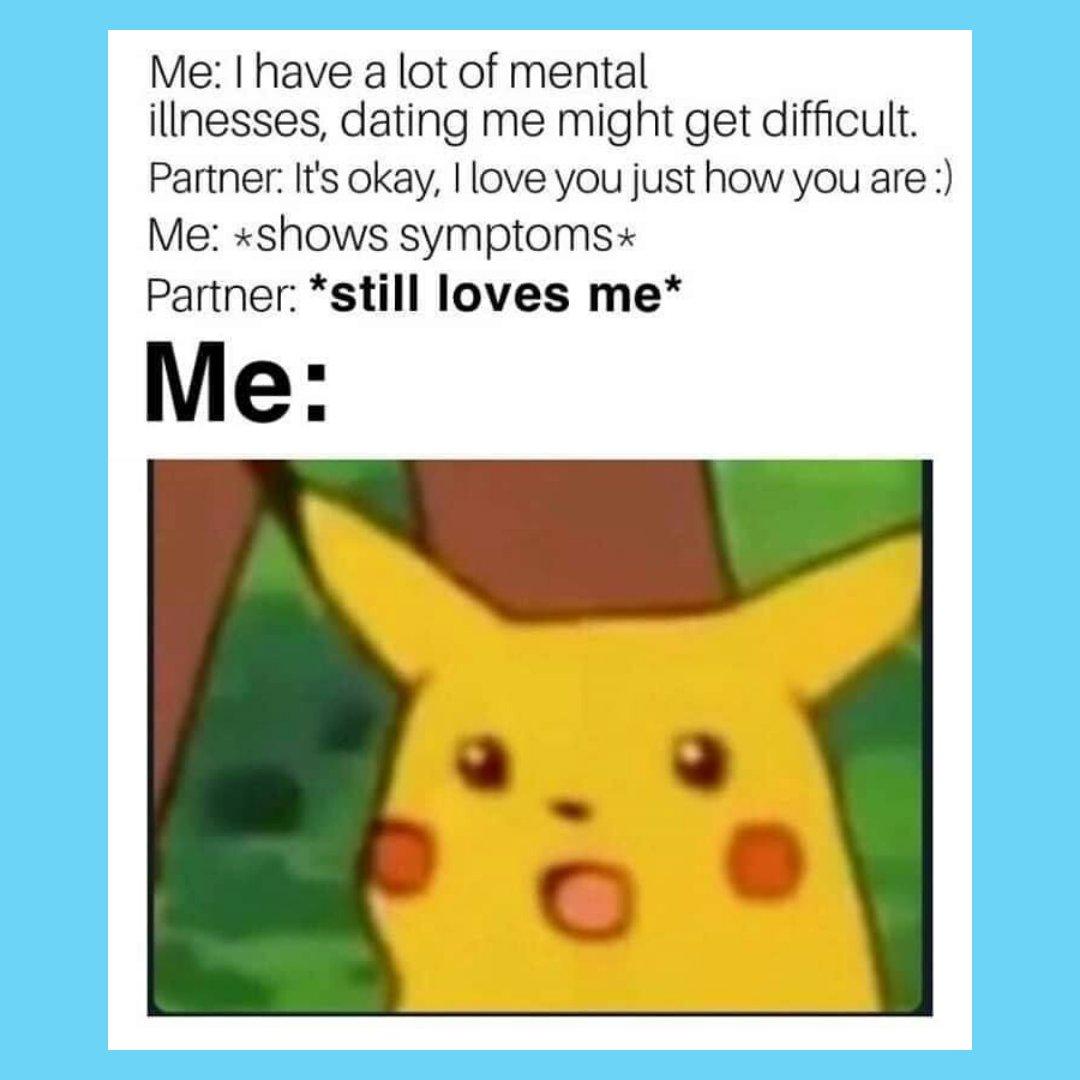 Me: I have a lot of mental
illnesses, dating me might get difficult.
Partner: It's okay, I love you just how you are :)
Me: *shows symptoms*
Partner: *still loves me*
Me: